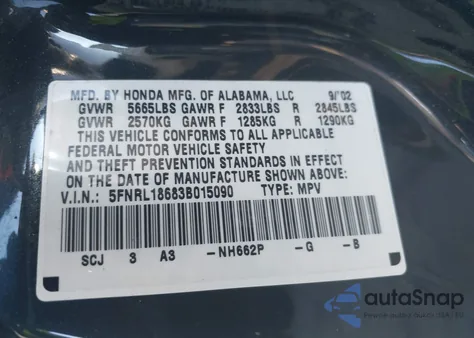 MFD. BY HONDA MFG. OF ALABAMA, LLC 9/'02
GVWR 5665LBS GAWR F 2833LBS R 2845LBS
GVWR 2570KG GAWR F 1285KG R 1290KG
THIS VEHICLE CONFORMS TO ALL APPLICABLE
FEDERAL MOTOR VEHICLE SAFETY
AND THEFT PREVENTION STANDARDS IN EFFECT
ON THE DATE OF MANUFACTURE SHOWN ABOVE.
V.I.N.: 5FNRL18683B015090 TYPE: MPV
SCJ 3 A3 -NH662P -G -B
autoSnap